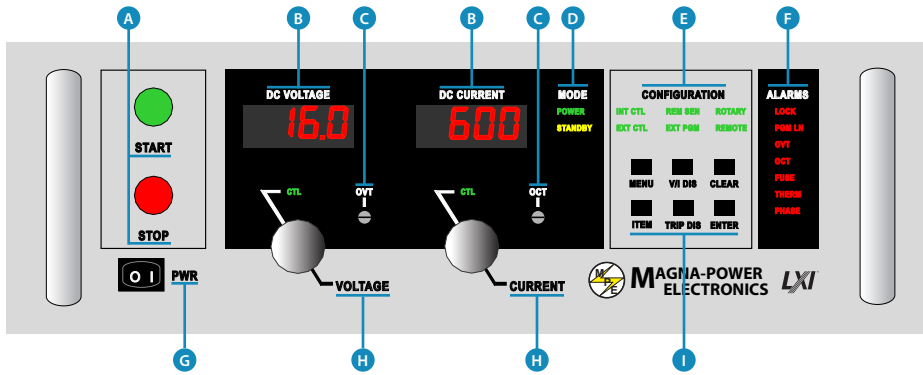 A B C B C D E F
DC VOLTAGE DC CURRENT MODE CONFIGURATION ALARMS
16.0 600 POWER INT CTL REM SEN ROTARY LOCK
STANDBY EXT CTL EXT PGM REMOTE PGM LN
START OVT
MENU V/I DIS CLEAR OCT
CTL OVT CTL OCT FUSE
THERM
STOP ITEM TRIP DIS ENTER PHASE
O I PWR MPE MAGNA-POWER LXI
ELECTRONICS
VOLTAGE CURRENT
G H H I